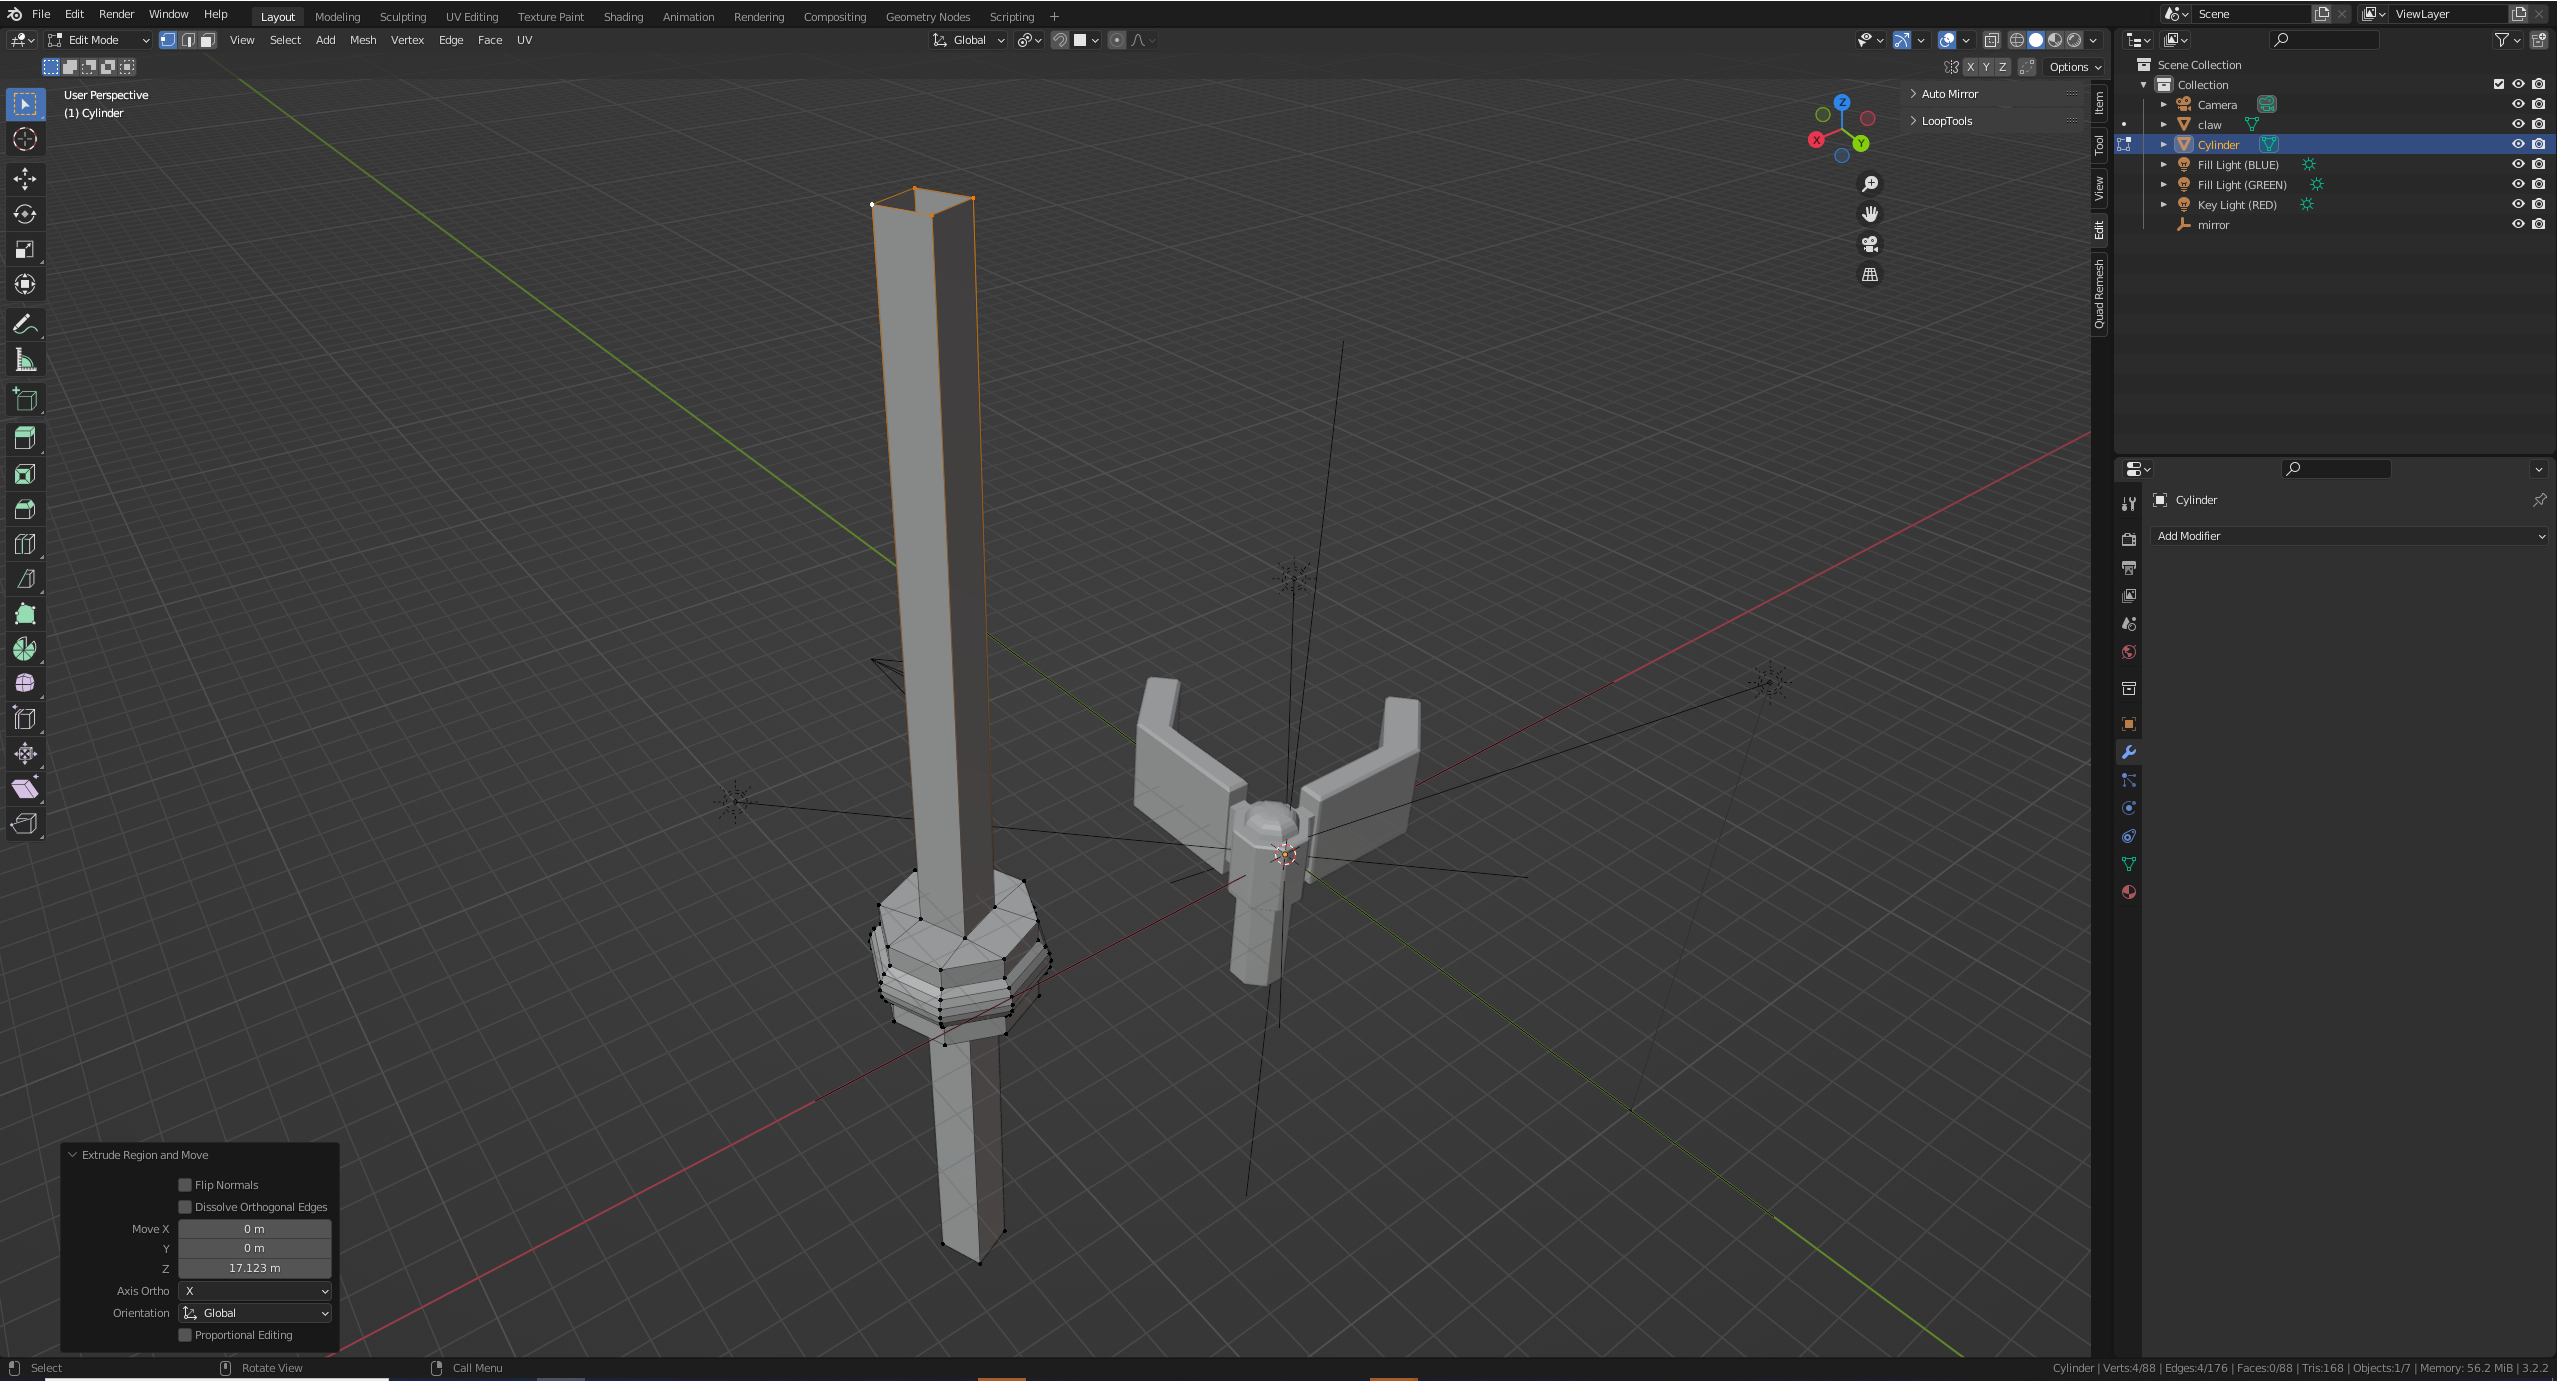 File Edit Render Window Help Layout Modeling Sculpting UV Editing Texture Paint Shading Animation Rendering Compositing Geometry Nodes Scripting + Scene ViewLayer
Edit Mode View Select Add Mesh Vertex Edge Face UV Global
X Y Z Options
User Perspective
(1) Cylinder
Auto Mirror
LoopTools
Z
X
Y
Item
Tool
View
Edit
Quad Remesh
Scene Collection
Collection
Camera
claw
Cylinder
Fill Light (BLUE)
Fill Light (GREEN)
Key Light (RED)
mirror
Cylinder
Add Modifier
Extrude Region and Move
Flip Normals
Dissolve Orthogonal Edges
Move X 0 m
Y 0 m
Z 17.123 m
Axis Ortho X
Orientation Global
Proportional Editing
Select Rotate View Call Menu Cylinder | Verts:4/88 | Edges:4/176 | Faces:0/88 | Tris:168 | Objects:1/7 | Memory: 56.2 MiB | 3.2.2